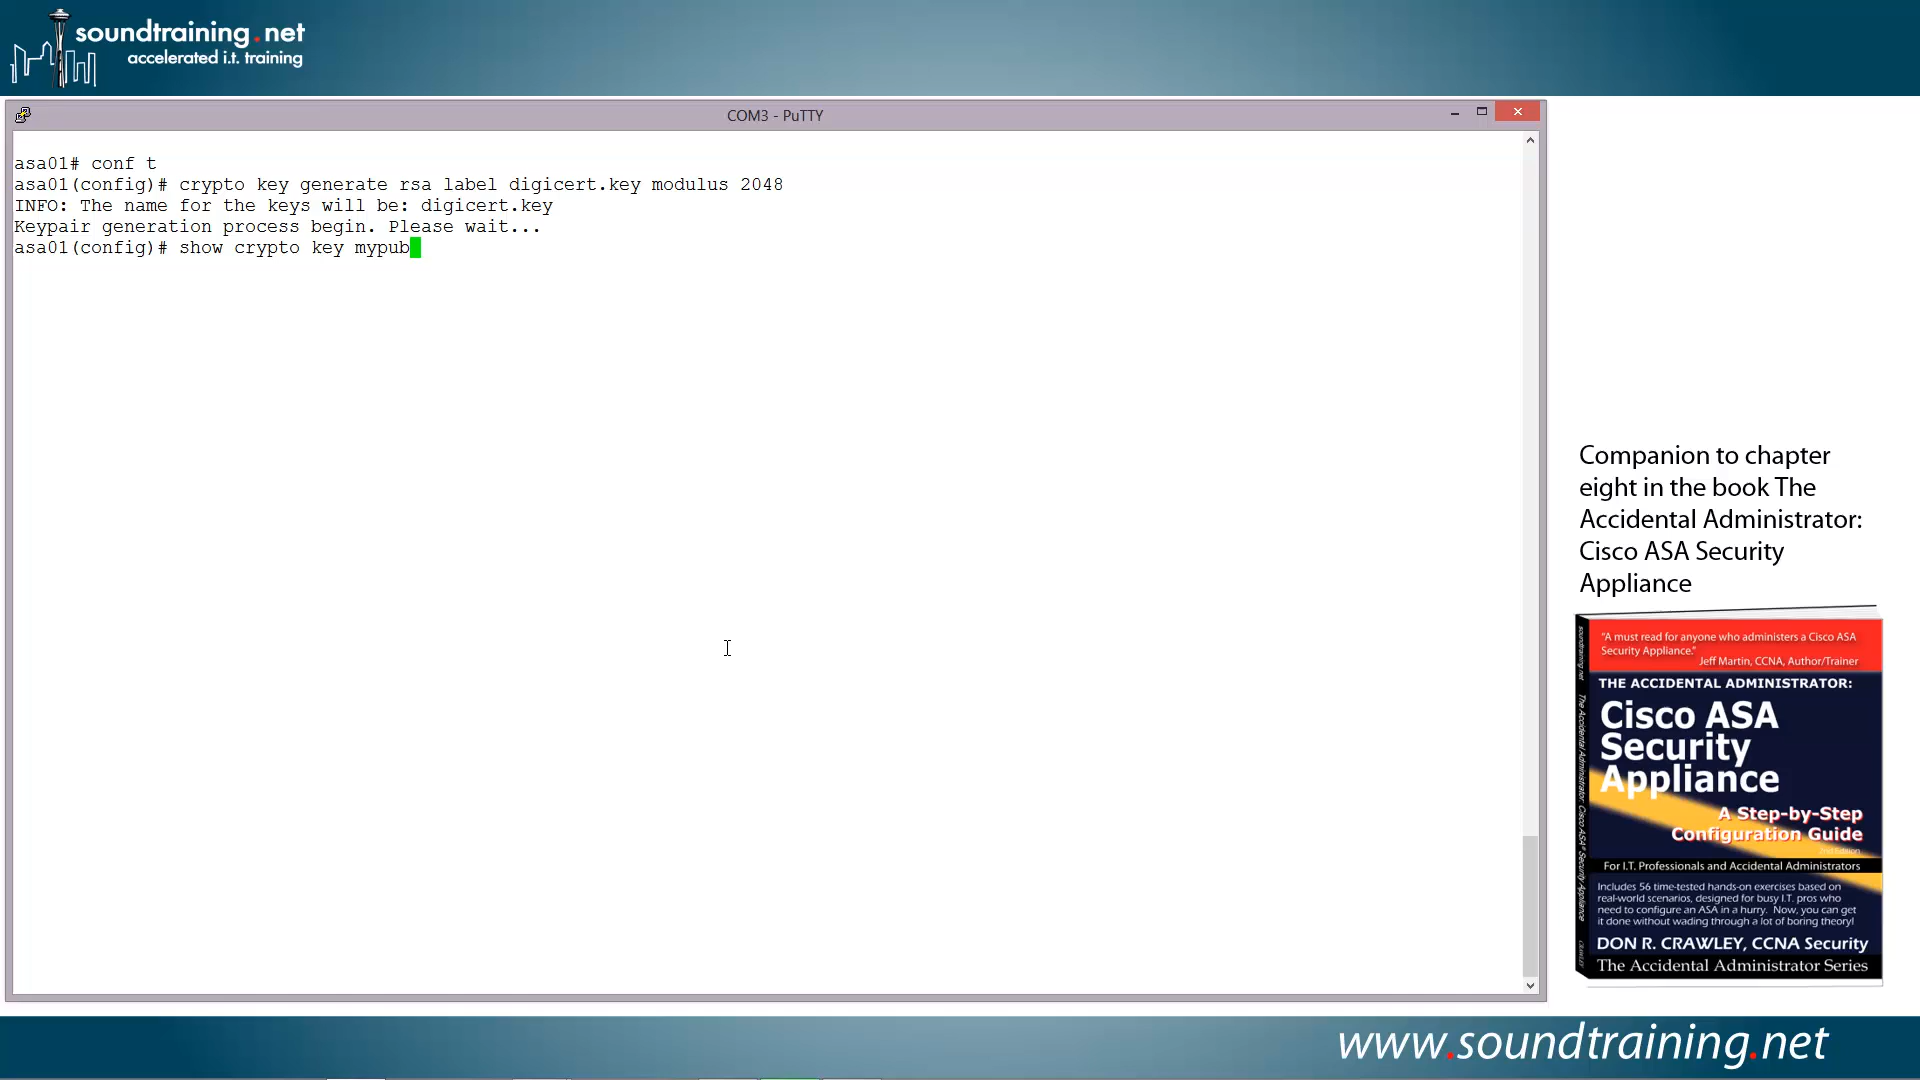 soundtraining.net
accelerated i.t. training
COM3 - PuTTY
asa01# conf t
asa01(config)# crypto key generate rsa label digicert.key modulus 2048
INFO: The name for the keys will be: digicert.key
Keypair generation process begin. Please wait...
asa01(config)# show crypto key mypub
Companion to chapter
eight in the book The
Accidental Administrator:
Cisco ASA Security
Appliance
"A must read for anyone who administers a Cisco ASA
Security Appliance."
Jeff Martin, CCNA, Author/Trainer
THE ACCIDENTAL ADMINISTRATOR:
Cisco ASA
Security
Appliance
A Step-by-Step
Configuration Guide
For I.T. Professionals and Accidental Administrators
Includes 56 time-tested hands-on exercises based on
real-world scenarios, designed for busy I.T. pros who
need to configure an ASA in a hurry. Now, you can get
it done without wading through a lot of boring theory!
DON R. CRAWLEY, CCNA Security
The Accidental Administrator Series
www.soundtraining.net